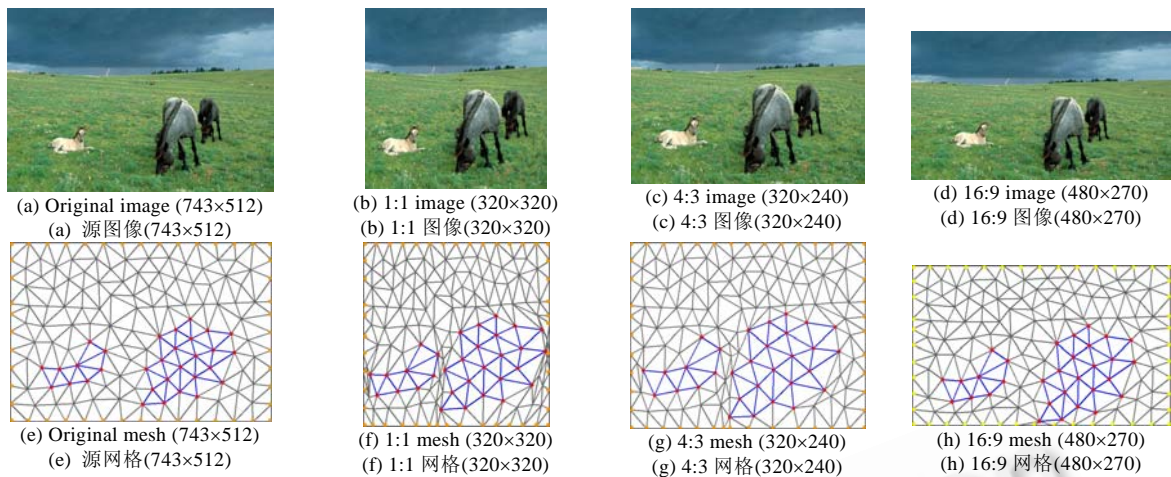 (a) Original image (743×512)
(a) 源图像(743×512)
(b) 1:1 image (320×320)
(b) 1:1 图像(320×320)
(c) 4:3 image (320×240)
(c) 4:3 图像(320×240)
(d) 16:9 image (480×270)
(d) 16:9 图像(480×270)
(e) Original mesh (743×512)
(e) 源网格(743×512)
(f) 1:1 mesh (320×320)
(f) 1:1 网格(320×320)
(g) 4:3 mesh (320×240)
(g) 4:3 网格(320×240)
(h) 16:9 mesh (480×270)
(h) 16:9 网格(480×270)